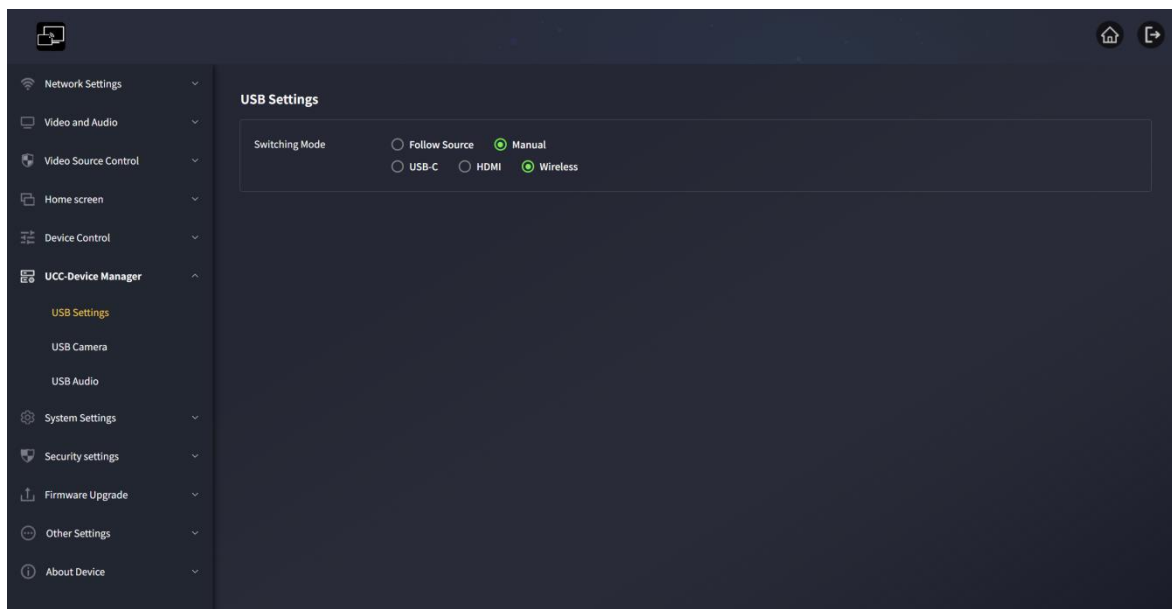 Network Settings
Video and Audio
Video Source Control
Home screen
Device Control
UCC-Device Manager
USB Settings
USB Camera
USB Audio
System Settings
Security settings
Firmware Upgrade
Other Settings
About Device
USB Settings
Switching Mode Follow Source Manual
USB-C HDMI Wireless